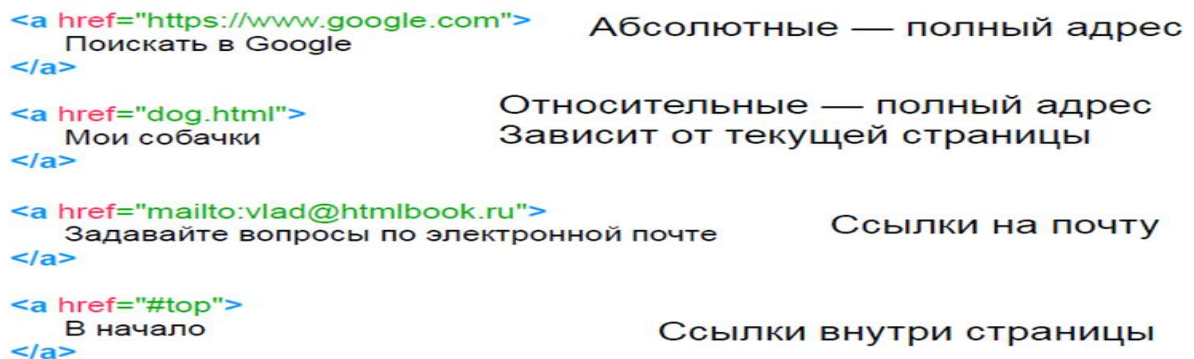 <a href="https://www.google.com">
Поискать в Google
</a>
Абсолютные — полный адрес
<a href="dog.html">
Мои собачки
</a>
Относительные — полный адрес
Зависит от текущей страницы
<a href="mailto:vlad@htmlbook.ru">
Задавайте вопросы по электронной почте
</a>
Ссылки на почту
<a href="#top">
В начало
</a>
Ссылки внутри страницы